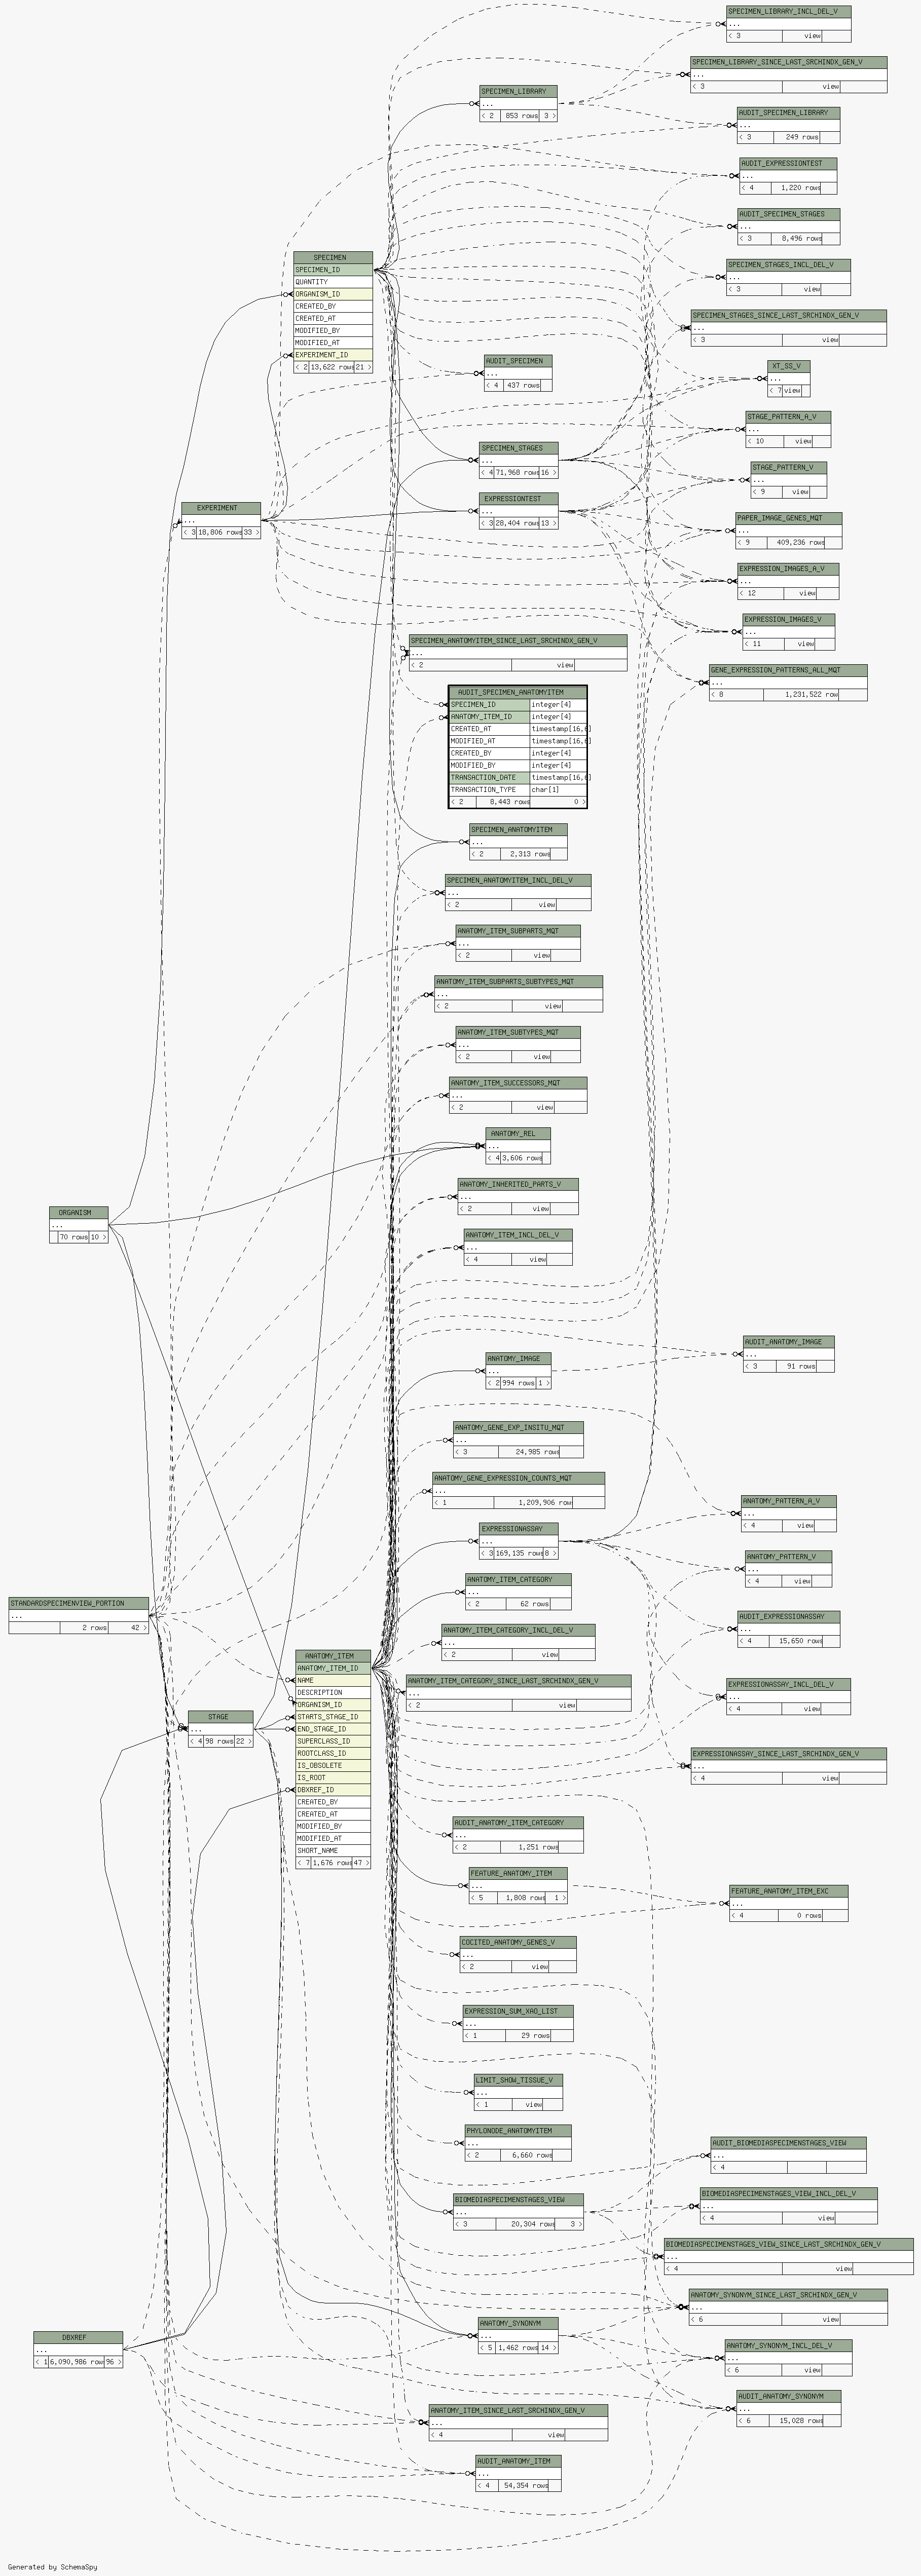 SPECIMEN_LIBRARY_INCL_DEL_V
...
< 3 view
SPECIMEN_LIBRARY_SINCE_LAST_SRCHINDX_GEN_V
...
< 3 view
SPECIMEN_LIBRARY
...
< 2 853 rows 3 >
AUDIT_SPECIMEN_LIBRARY
...
< 3 249 rows
AUDIT_EXPRESSIONTEST
...
< 4 1,220 rows
AUDIT_SPECIMEN_STAGES
...
< 3 8,496 rows
SPECIMEN
SPECIMEN_ID
QUANTITY
ORGANISM_ID
CREATED_BY
CREATED_AT
MODIFIED_BY
MODIFIED_AT
EXPERIMENT_ID
< 2 13,622 rows 21 >
SPECIMEN_STAGES_INCL_DEL_V
...
< 3 view
SPECIMEN_STAGES_SINCE_LAST_SRCHINDX_GEN_V
...
< 3 view
AUDIT_SPECIMEN
...
< 4 437 rows
XT_SS_V
...
< 7 view
STAGE_PATTERN_A_V
...
< 10 view
SPECIMEN_STAGES
...
< 4 71,968 rows 16 >
STAGE_PATTERN_V
...
< 9 view
EXPRESSIONTEST
...
< 3 28,404 rows 13 >
EXPERIMENT
...
< 3 18,806 rows 33 >
PAPER_IMAGE_GENES_MQT
...
< 9 409,236 rows
EXPRESSION_IMAGES_A_V
...
< 12 view
EXPRESSION_IMAGES_V
...
< 11 view
SPECIMEN_ANATOMYITEM_SINCE_LAST_SRCHINDX_GEN_V
...
< 2 view
GENE_EXPRESSION_PATTERNS_ALL_MQT
...
< 8 1,231,522 row
AUDIT_SPECIMEN_ANATOMYITEM
SPECIMEN_ID integer[4]
ANATOMY_ITEM_ID integer[4]
CREATED_AT timestamp[16,6]
MODIFIED_AT timestamp[16,6]
CREATED_BY integer[4]
MODIFIED_BY integer[4]
TRANSACTION_DATE timestamp[16,6]
TRANSACTION_TYPE char[1]
< 2 8,443 rows 0 >
SPECIMEN_ANATOMYITEM
...
< 2 2,313 rows
SPECIMEN_ANATOMYITEM_INCL_DEL_V
...
< 2 view
ANATOMY_ITEM_SUBPARTS_MQT
...
< 2 view
ANATOMY_ITEM_SUBPARTS_SUBTYPES_MQT
...
< 2 view
ANATOMY_ITEM_SUBTYPES_MQT
...
< 2 view
ANATOMY_ITEM_SUCCESSORS_MQT
...
< 2 view
ANATOMY_REL
...
< 4 3,606 rows
ANATOMY_INHERITED_PARTS_V
...
< 2 view
ORGANISM
...
70 rows 10 >
ANATOMY_ITEM_INCL_DEL_V
...
< 4 view
AUDIT_ANATOMY_IMAGE
...
< 3 91 rows
ANATOMY_IMAGE
...
< 2 994 rows 1 >
ANATOMY_GENE_EXP_INSITU_MQT
...
< 3 24,985 rows
ANATOMY_GENE_EXPRESSION_COUNTS_MQT
...
< 1 1,209,906 row
ANATOMY_PATTERN_A_V
...
< 4 view
EXPRESSIONASSAY
...
< 3 169,135 rows 8 >
ANATOMY_PATTERN_V
...
< 4 view
ANATOMY_ITEM_CATEGORY
...
< 2 62 rows
STANDARDSPECIMENVIEW_PORTION
...
2 rows 42 >
AUDIT_EXPRESSIONASSAY
...
< 4 15,650 rows
ANATOMY_ITEM_CATEGORY_INCL_DEL_V
...
< 2 view
ANATOMY_ITEM
ANATOMY_ITEM_ID
NAME
DESCRIPTION
ORGANISM_ID
STARTS_STAGE_ID
END_STAGE_ID
SUPERCLASS_ID
ROOTCLASS_ID
IS_OBSOLETE
IS_ROOT
DBXREF_ID
CREATED_BY
CREATED_AT
MODIFIED_BY
MODIFIED_AT
SHORT_NAME
< 7 1,676 rows 47 >
ANATOMY_ITEM_CATEGORY_SINCE_LAST_SRCHINDX_GEN_V
...
< 2 view
EXPRESSIONASSAY_INCL_DEL_V
...
< 4 view
STAGE
...
< 4 98 rows 22 >
EXPRESSIONASSAY_SINCE_LAST_SRCHINDX_GEN_V
...
< 4 view
AUDIT_ANATOMY_ITEM_CATEGORY
...
< 2 1,251 rows
FEATURE_ANATOMY_ITEM
...
< 5 1,808 rows 1 >
FEATURE_ANATOMY_ITEM_EXC
...
< 4 0 rows
COCITED_ANATOMY_GENES_V
...
< 2 view
EXPRESSION_SUM_XAO_LIST
...
< 1 29 rows
LIMIT_SHOW_TISSUE_V
...
< 1 view
PHYLONODE_ANATOMYITEM
...
< 2 6,660 rows
AUDIT_BIOMEDIASPECIMENSTAGES_VIEW
...
< 4
BIOMEDIASPECIMENSTAGES_VIEW
...
< 3 20,304 rows 3 >
BIOMEDIASPECIMENSTAGES_VIEW_INCL_DEL_V
...
< 4 view
BIOMEDIASPECIMENSTAGES_VIEW_SINCE_LAST_SRCHINDX_GEN_V
...
< 4 view
ANATOMY_SYNONYM_SINCE_LAST_SRCHINDX_GEN_V
...
< 6 view
ANATOMY_SYNONYM
...
< 5 1,462 rows 14 >
DBXREF
...
< 1 6,090,986 row 96 >
ANATOMY_SYNONYM_INCL_DEL_V
...
< 6 view
AUDIT_ANATOMY_SYNONYM
...
< 6 15,028 rows
ANATOMY_ITEM_SINCE_LAST_SRCHINDX_GEN_V
...
< 4 view
AUDIT_ANATOMY_ITEM
...
< 4 54,354 rows
Generated by SchemaSpy